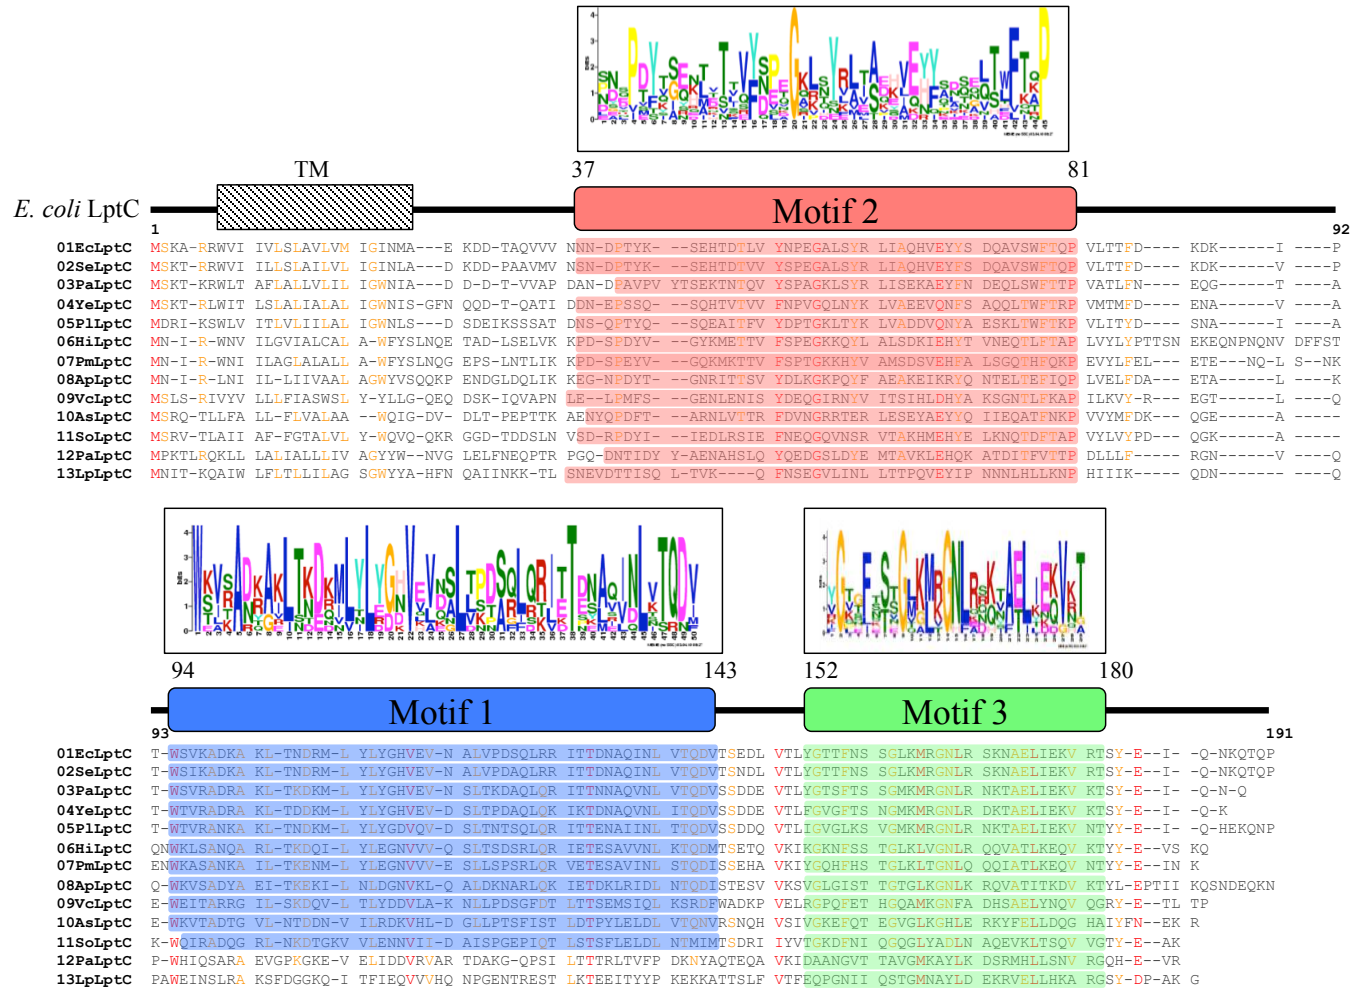 TM
37
81
E. coli LptC
Motif 2
1
92
01EcLptC MSKA-RRWVI IVLSLAVLVM IGINMA---E KDD-TAQVVV NNN-DPTYK- --SEHTDTLV YNPEGALSYR LIAQHVEYYS DQAVSWFTQP VLTTFD---- KDK-----I- ---------P
02SeLptC MSKT-RRWVI ILLSLAILVL IGINLA---D KDD-PAAVMV NSN-DPTYK- --SEHTDTVV YSPEGALSYR LIAQHVEYFS DQAVSWFTQP VLTTFD---- KDK-----V- ---------P
03PaLptC MSKT-KRWLT AFLALLVLIL IGWNIA---D D-D-T-VVAP DAN-DPAVPV YTSEKTNTQV YSPAGKLSYR LISEKAEYFN DEQLSWFTTP VATLFN---- EQG-----T- ---------A
04YeLptC MSKT-RLWIT LSLALIALAL IGWNIS-GFN QQD-T-QATI DDN-EPSSQ- --SQHTVTVV FNPVGQLNYK LVAEEVQNFS AQQLTWFTRP VMTMFD---- ENA-----V- ---------A
05PlLptC MDRI-KSWLV ITLVLIILAL IGWNLS---D SDEIKSSSAT DNS-QPTYQ- --SQEAITFV YDPTGKLTYK LVADDVQNYA ESKLTWFTKP VLITYD---- SNA-----I- ---------A
06HiLptC MN-I-R-WNV ILGVIALCAL A-WFYSLNQE TAD-LSELVK KPD-SPEYV- --GYKMETTV FSPEGKKQYL ALSDKIEHYT VNEQTLFTAP LVYLYPTTSN EKEQNPNQNV DFFST
07PmLptC MN-I-R-WNI ILAGLALALL A-WFYSLNQG EPS-LNTLIK KPD-SPEYV- --GQKMKTTV FSPTGKKHYV AMSDSVEHFA LSGQTHFQKP EVYLFEL--- ETE---NQ-L S--NK
08ApLptC MN-I-R-LNI IL-LIIVAAL AGWYVSQQKP ENDGLDQLIK KEG-NPDYT- --GNRITTSV YDLKGKPQYF AEAKEIKRYQ NTELTEFIQP LVELFDA--- ETA-----L- ---------K
09VcLptC MSLS-RIVYV LLLFIASWSL Y-YLLG-QEQ DSK-IQVAPN LE--LPMFS- --GENLVNIS YDEQGIRNYV ITSIHLDHYA KSGNTLFKAP ILKVY-R--- EGT-----L- ---------Q
10AsLptC MSRQ-TLLFA LL-FLVALAA --WQIG-DV- DLT-PEPTTK AENYQPDFT- --ARNLVTTR FDVNGRRTER LESEYAEYYQ IIEQATFNKP VVYMFDK--- QGE-----A-
11SoLptC MSRV-TLAII AF-FGTALVL Y-WQVQ-QKR GGD-TDDSLN VSD-RPDYI- --IEDLRSIE FNEQGQVNSR VTAKHMEHYE LKNQTDFTAP VYLVYPD--- QGK-----A-
12PaLptC MPKTLRQKLL LAIALLLIVA GYYW--NVG LELFNEQPTR PGQ-DNTIDY YAENAHSLQ YQEDGSLDYE MTAVKLEHQK ATDITFVTTP DLLLF----- RGN-----V- ---------Q
13LpLptC MNIT-KQAIW LFLTLLILAG SGWYYA-HFN QAIINKK-TL SNEVDTTISQ L-TVK----Q FNSEGVLINL LTTPQVEYIP NNNLHLLKNP HIIIK----- QDN------- ---------Q
94
143
152
180
Motif 1
Motif 3
93
191
01EcLptC T-WSVKADKA KL-TNDRM-L YLYGHVEV-N ALVPDSQLRR ITTDNAQINL VTQDVTSEDL VTLYGTTFNS SGLKMRGNLR SKNAELIEKV RTSY-E--I- -Q-NKQTQP
02SeLptC T-WSIKADKA KL-TNDRM-L YLYGHVEV-N ALVPDAQLRR ITTDNAQINL VTQDVTSNDL VTLYGTTFNS SGLKMRGNLR SKNAELIEKV RTSY-E--I- -Q-NKQTQP
03PaLptC T-WSVRADRA KL-TKDKM-L YLYGHVEV-N SLTKDAQLQR ITTNNAQVNL VTQDVSSDDE VTLYGTSFTS SGMKMRGNLR NKTAELIEKV KTSY-E--I- -Q-N-Q
04YeLptC T-WTVRADRA KL-TDDKM-L YLYGHVEV-D SLTPDAQLQK IKTDNAQVNL ITQDVSSDDE VTLFGVGFTS NGMKMRGNLR DKTAELIEKV KTSY-E--I- -Q-K
05PlLptC T-WTVRANKA KL-TNDKM-L YLYGDVQV-D SLTNTSQLQR ITTENAIINL TTQDVSSDDQ VTLIGVGLKS VGMKMRGNLR NKTAELIEKV NTYY-E--I- -Q-HEKQNP
06HiLptC QNWKLSANQA RL-TKDQI-L YLEGNVVV-Q SLTSDSRLQR IETESAVVNL KTQDMTSETQ VKIKGKNFSS TGLKLVGNLR QQVATLKEQV KTYY-E--VS KQ
07PmLptC ENWKASANKA IL-TKENM-L YLEGNVVV-E SLLSPSRLQR VETESAVINL STQDISSEHA VKIYGQHFHS TGLKLTGNLQ QQIATLKEQV NTYY-E--IN K
08ApLptC Q-WKVSADYA EI-TKEKI-L NLDGNVKL-Q ALDKNARLQK IETDKLRIDL NTQDISTESV VKSVGLGIST TGTGLKGNLK RQVATITKDV KTYL-EPTII KQSNDEQKN
09VcLptC E-WEITARRG IL-SKDQV-L TLYDDVLA-K NLLPDSGFDT LTTSEMSIQL KSRDFWADKP VELRGPQFET HGQAMKGNFA DHSAELYNQV QGRY-E--TL TP
10AsLptC E-WKVTADTG VL-NTDDN-V ILRDKVHL-D GLLPTSFIST LDTPYLELDL VTQNVRSNQH VSIVGKEFQT EGVGLKGHLE RKYFELLDQG HAIYFN--EK R
11SoLptC K-WQIRADQG RL-NKDTGKV VLENNVII-D AISPGEPIQT LSTSFLELDL NTMIMTSDRI IYVTGKDFNI QGQGLYADLN AQEVKLTSQV VGTY-E--AK
12PaLptC P-WHIQSARA EVGPKGKE-V ELIDDVRVAR TDAKG-QPSI LTTTRLTVFP DKNYAQTEQA VKIDAANGVT TAVGMKAYLK DSRMHLLSNV RGQH-E--VR
13LpLptC PAWEINSLRA KSFDGGKQ-I TFIEQVVVHQ NPGENTREST LKTEEITYYP KEKKATTSLF VTFEQPGNII QSTGMNAYLD EKRVELLHKA RGSY-DP-AK G